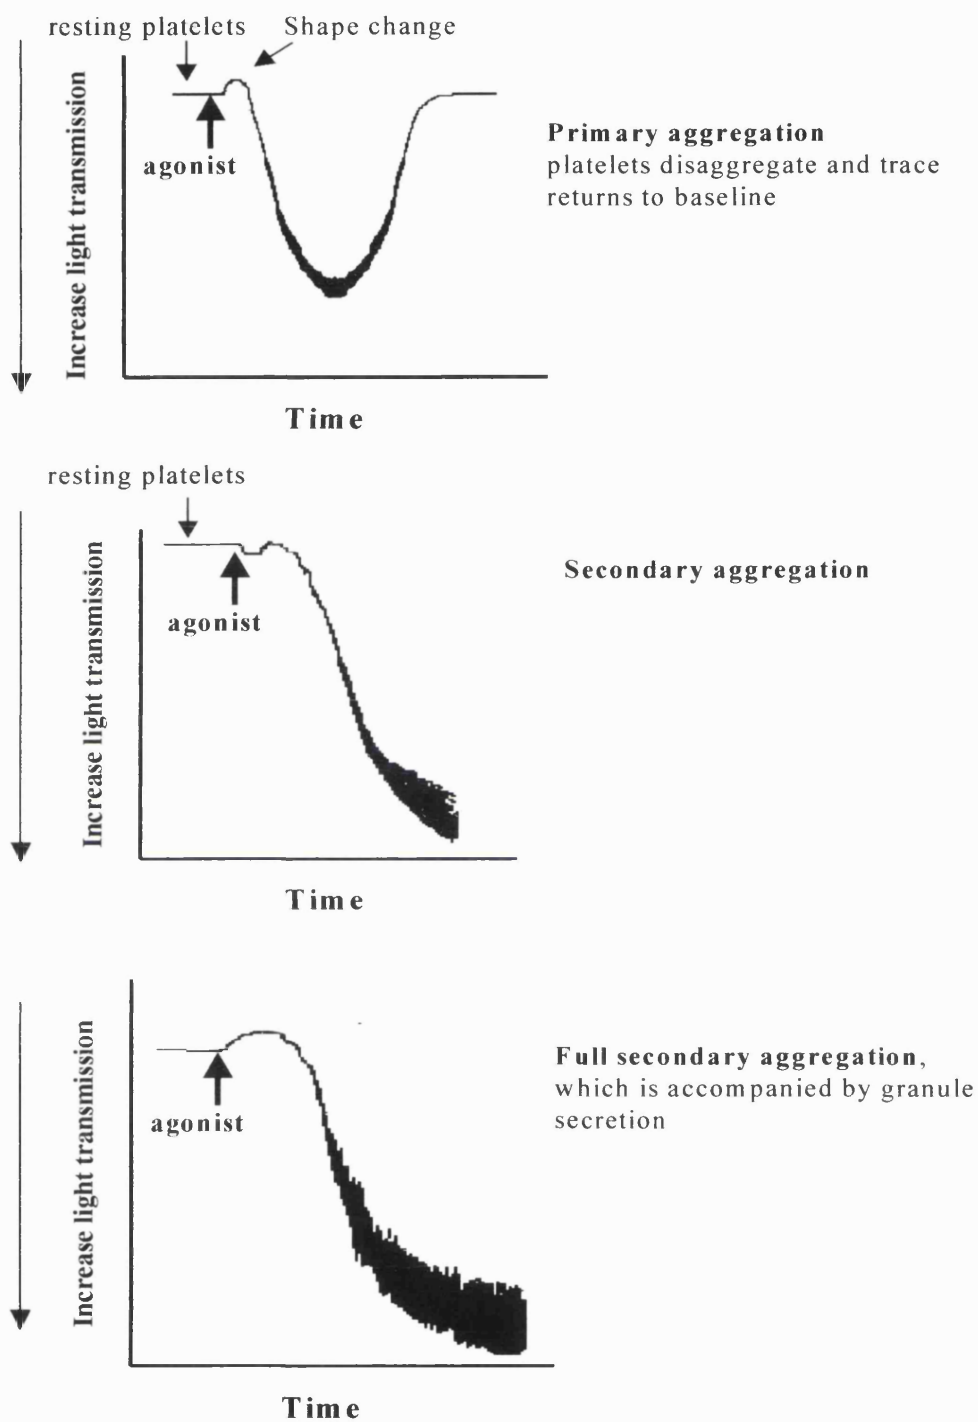 resting platelets
Shape change
Increase light transmission
agonist
Primary aggregation
platelets disaggregate and trace
returns to baseline
Time
resting platelets
Increase light transmission
agonist
Secondary aggregation
Time
Increase light transmission
agonist
Full secondary aggregation,
which is accompanied by granule
secretion
Time